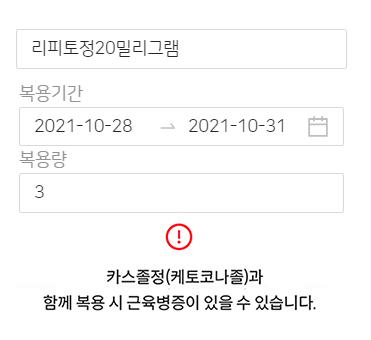 리피토정20밀리그램
복용기간
2021-10-28 → 2021-10-31
복용량
3
카스졸정(케토코나졸)과
함께 복용 시 근육병증이 있을 수 있습니다.